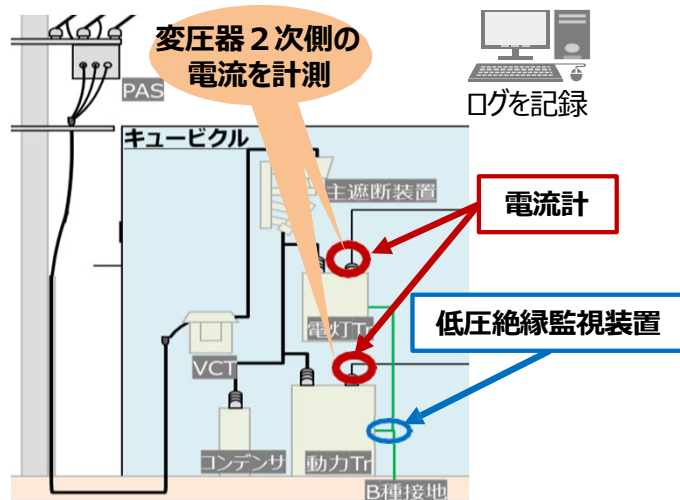 変圧器２次側の
電流を計測
ログを記録
PAS
キュービクル
主遮断装置
電流計
電灯Tr
低圧絶縁監視装置
VCT
コンデンサ
動力Tr
B種接地